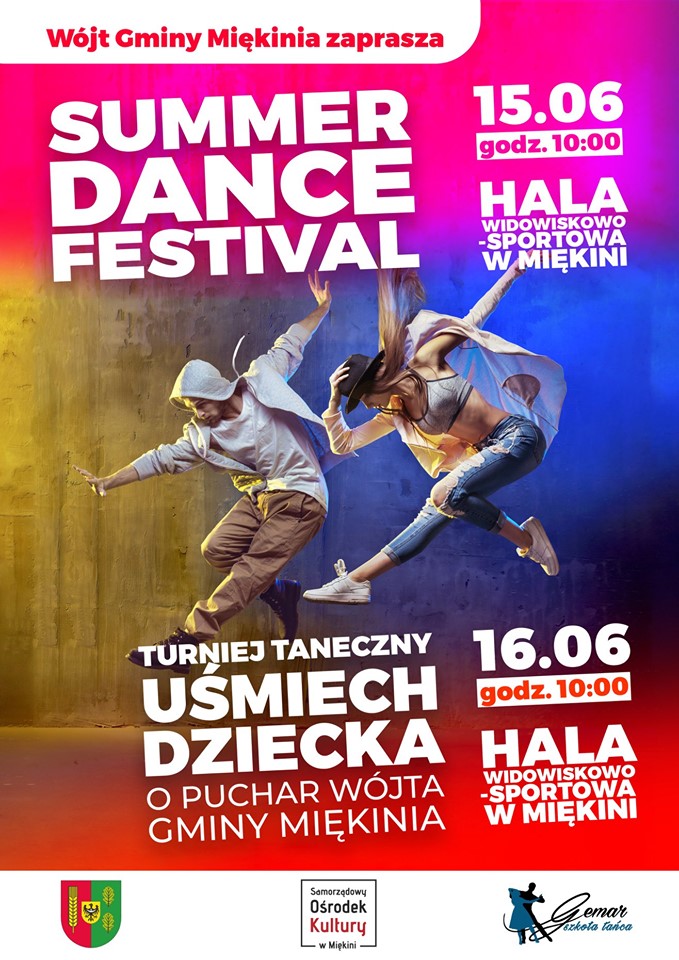 Wójt Gminy Miękinia zaprasza
SUMMER
DANCE
FESTIVAL
15.06
godz. 10:00
HALA
WIDOWISKOWO
-SPORTOWA
W MIĘKINI
TURNIEJ TANECZNY
UŚMIECH
DZIECKA
O PUCHAR WÓJTA
GMINY MIĘKINIA
16.06
godz. 10:00
HALA
WIDOWISKOWO
-SPORTOWA
W MIĘKINI
Samorządowy
Ośrodek
Kultury
w Miękini
Gemar
szkoła tańca